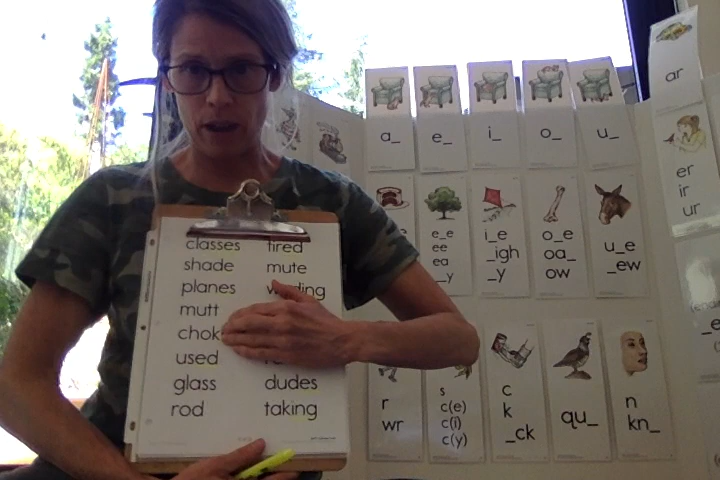 classes
shade
planes
mutt
used
glass
rod
tired
mute
dudes
taking
a_
e_
i_
o_
u_
ar
e_e
ee
ea
_y
i_e
_igh
_y
o_e
oa_
ow
u_e
_ew
er
ir
ur
r
wr
s
c(e)
c(i)
c(y)
c
k
_ck
qu_
n
kn_